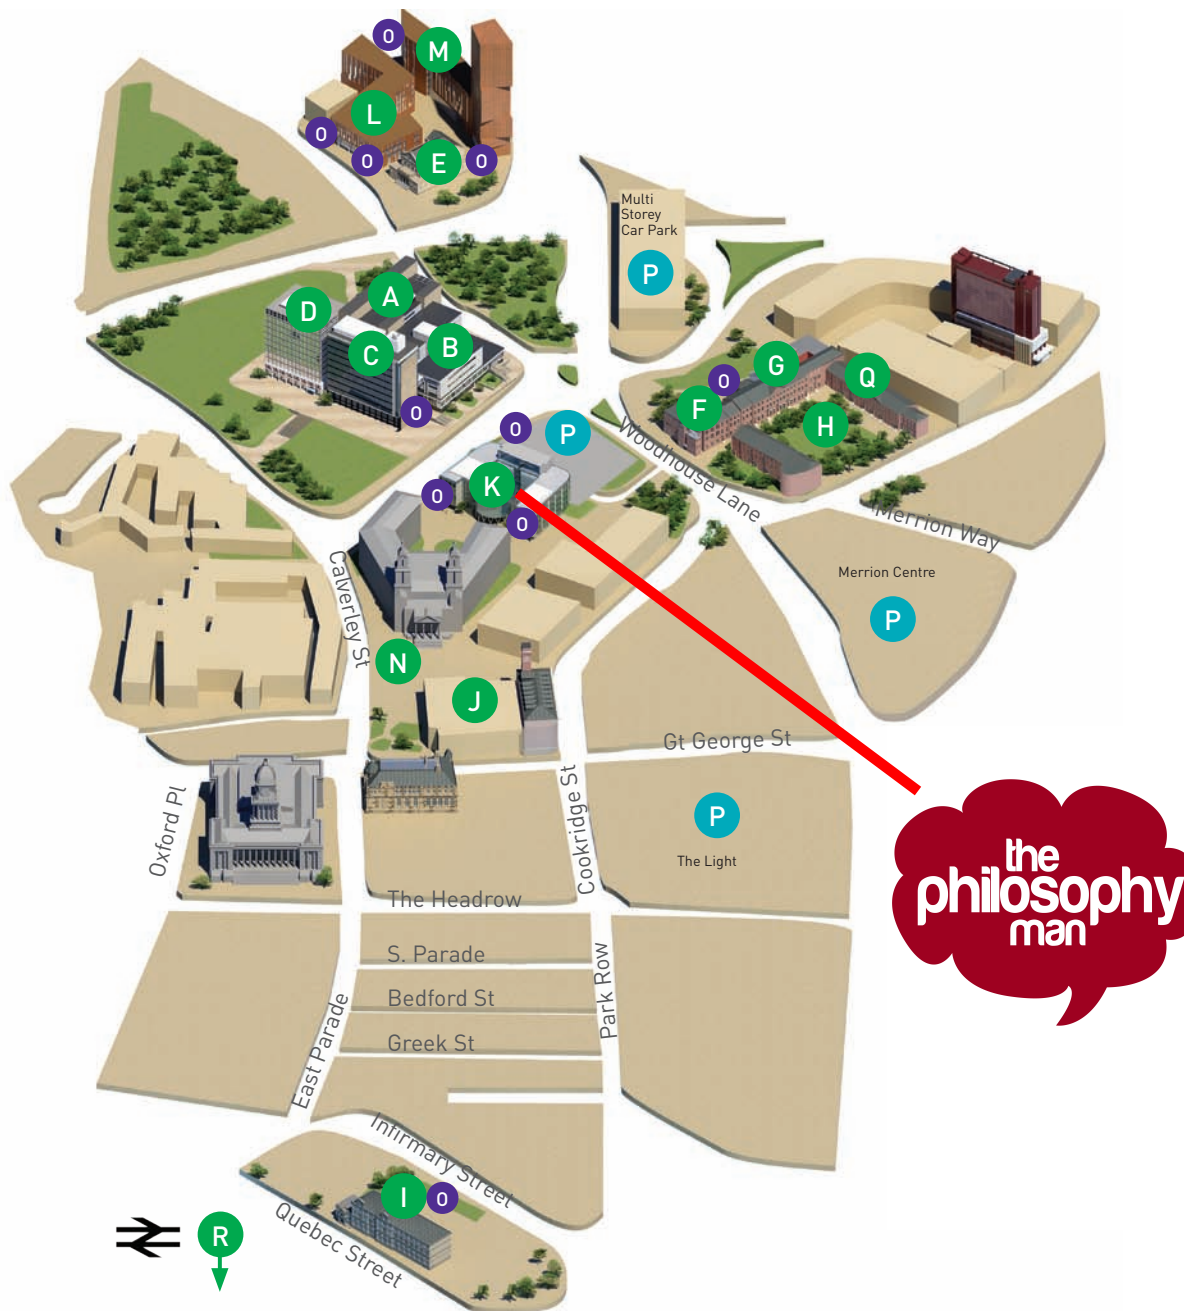 O
M
L
O
O
E
O
Multi
Storey
Car Park
P
A
D
C
B
O
G
Q
O
F
H
O
P
Woodhouse Lane
K
O
O
Merrion Way
Merrion Centre
P
Calverley St
N
J
Gt George St
Oxford Pl
Cookridge St
P
The Light
the
philosophy
man
The Headrow
S. Parade
Bedford St
Greek St
Park Row
East Parade
Infirmary Street
I
O
Quebec Street
R